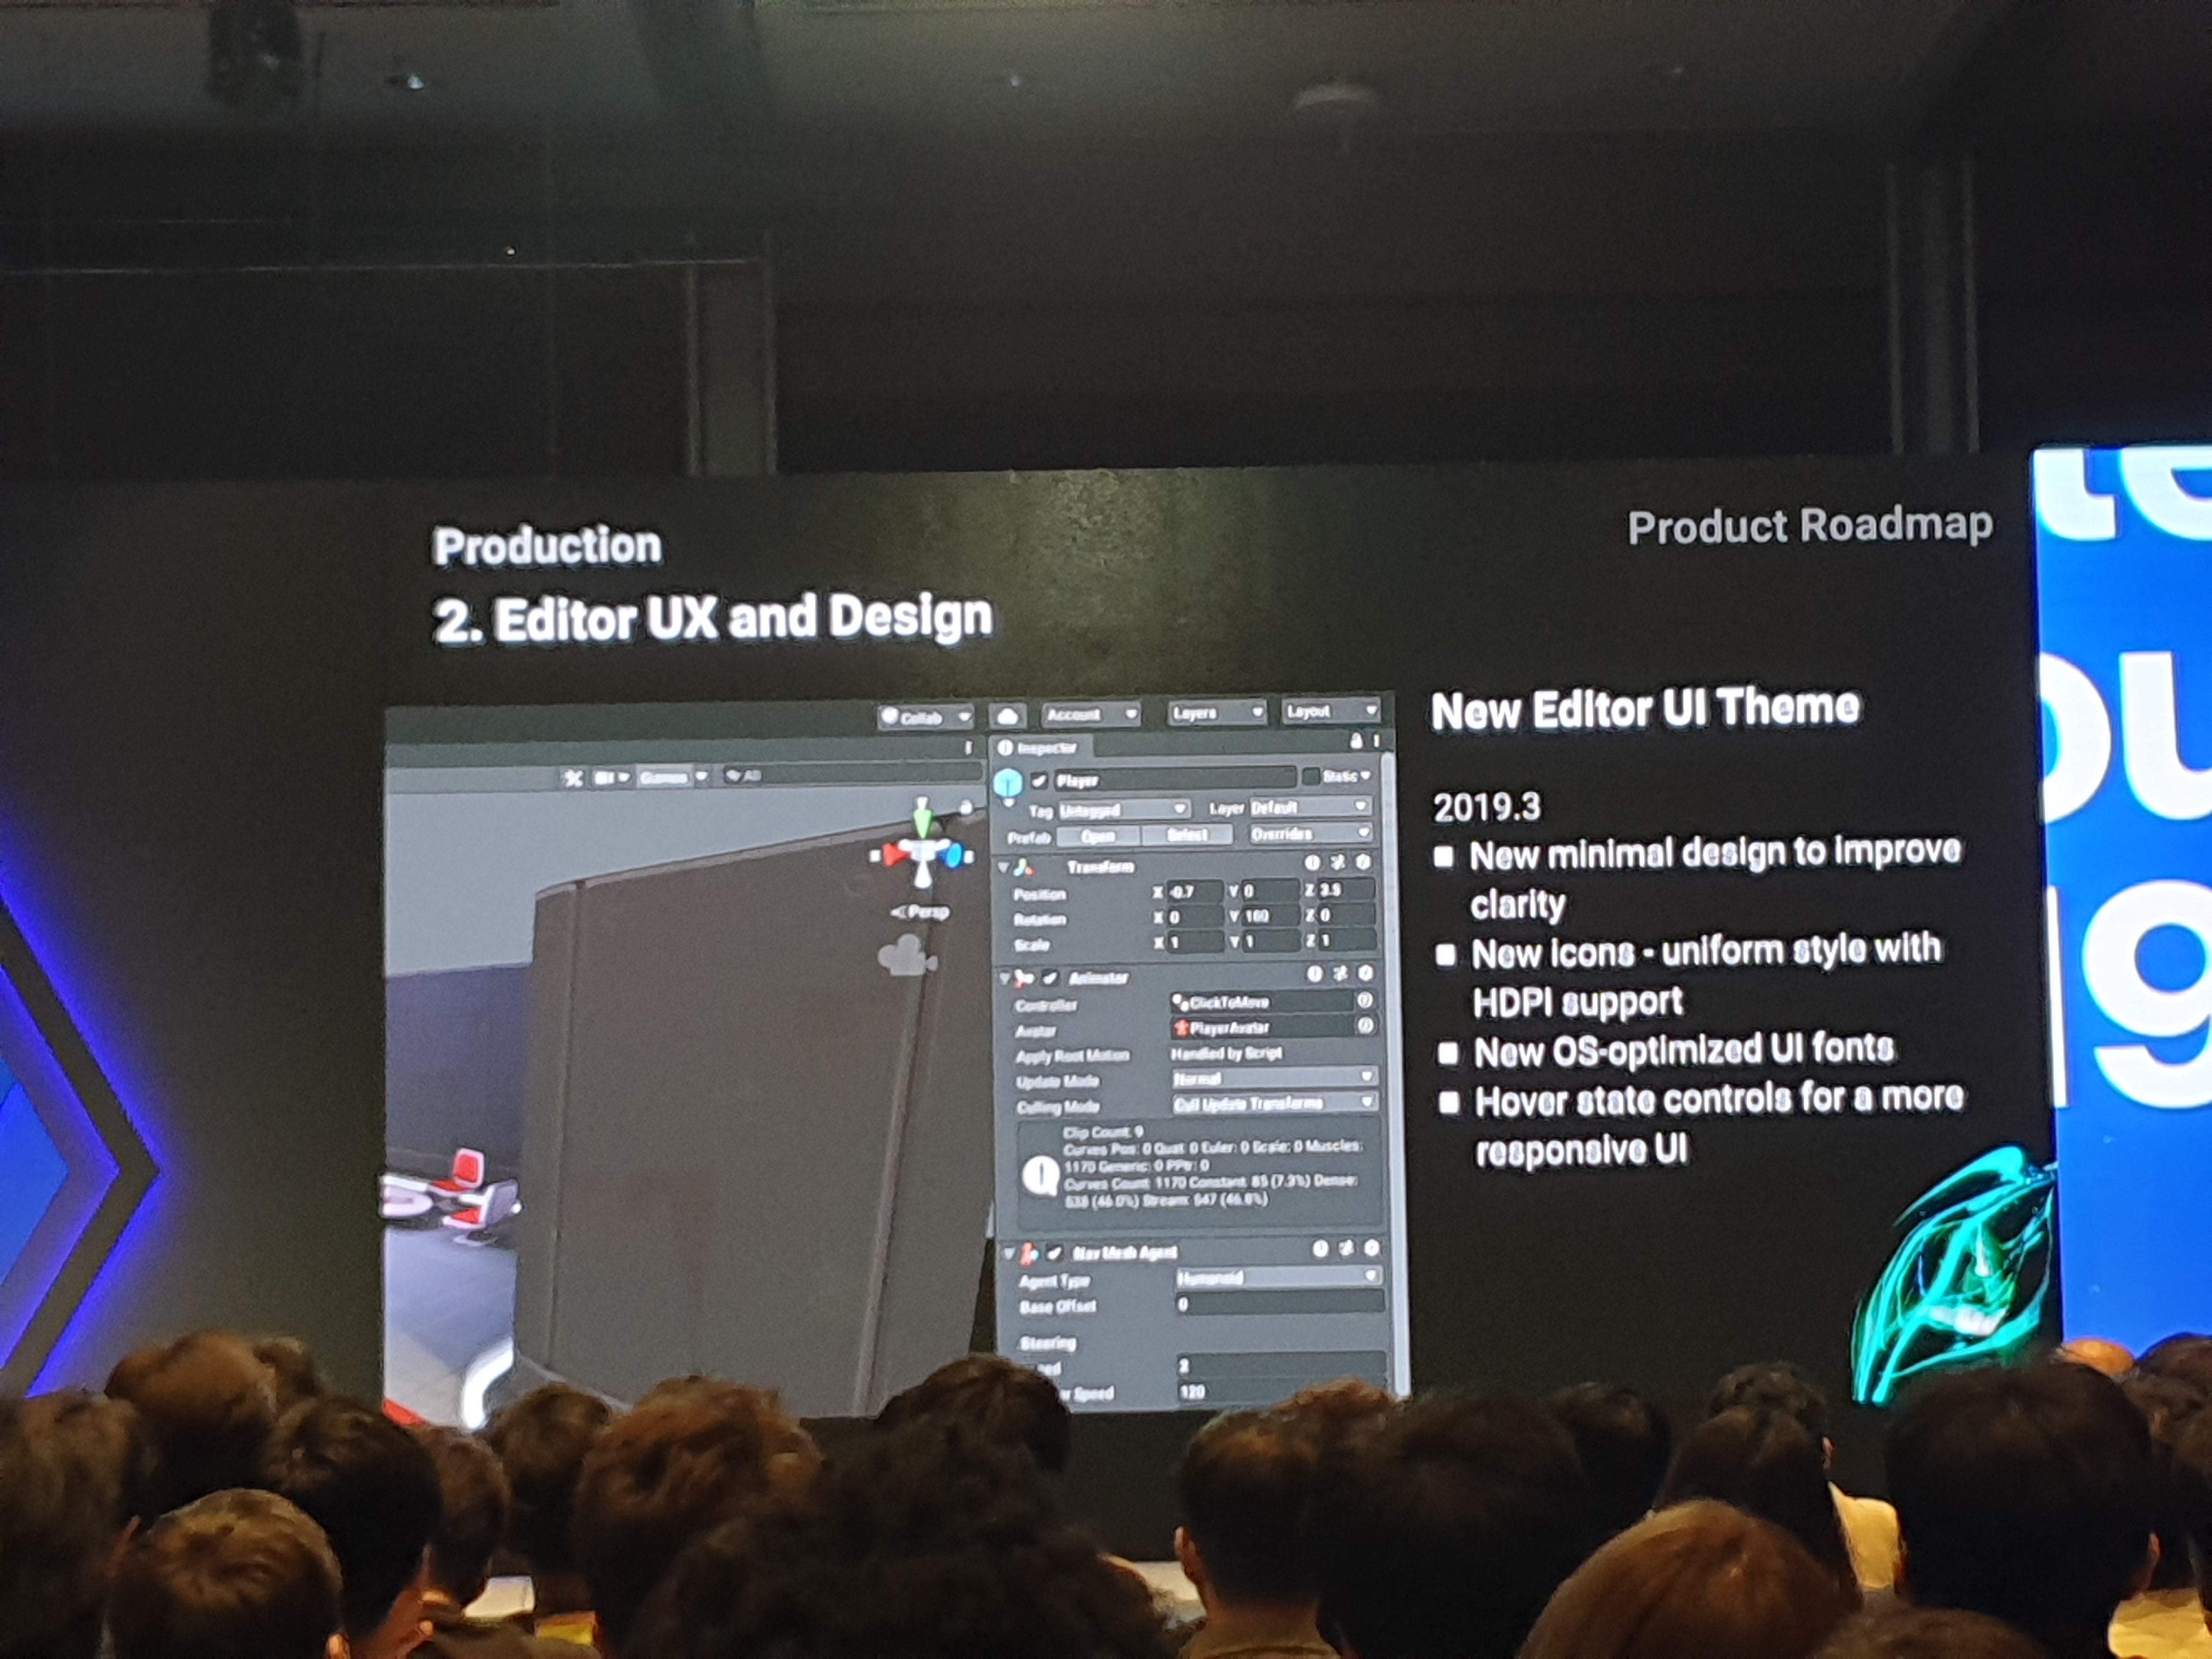 Production
Product Roadmap
2. Editor UX and Design
Collab
Account
Layers
Layout
Inspector
Gizmos
All
Player
Static
Tag Untagged Layer Default
Prefab Open Select Overrides
Transform
Position X -0.7 Y 0 Z 3.5
Rotation X 0 Y 160 Z 0
Scale X 1 Y 1 Z 1
Persp
Animator
Controller ClickToMove
Avatar PlayerAvatar
Apply Root Motion Handled by Script
Update Mode Normal
Culling Mode Cull Update Transforms
Clip Count: 9
Curves Pos: 0 Quat: 0 Euler: 0 Scale: 0 Muscles:
1170 Generic: 0 PPtr: 0
Curves Count: 1170 Constant: 85 (7.3%) Dense:
538 (46.0%) Stream: 547 (46.8%)
Nav Mesh Agent
Agent Type Humanoid
Base Offset 0
Steering
2
Speed 120
New Editor UI Theme
2019.3
■ New minimal design to improve
clarity
■ New icons - uniform style with
HDPI support
■ New OS-optimized UI fonts
■ Hover state controls for a more
responsive UI
te
ou
19